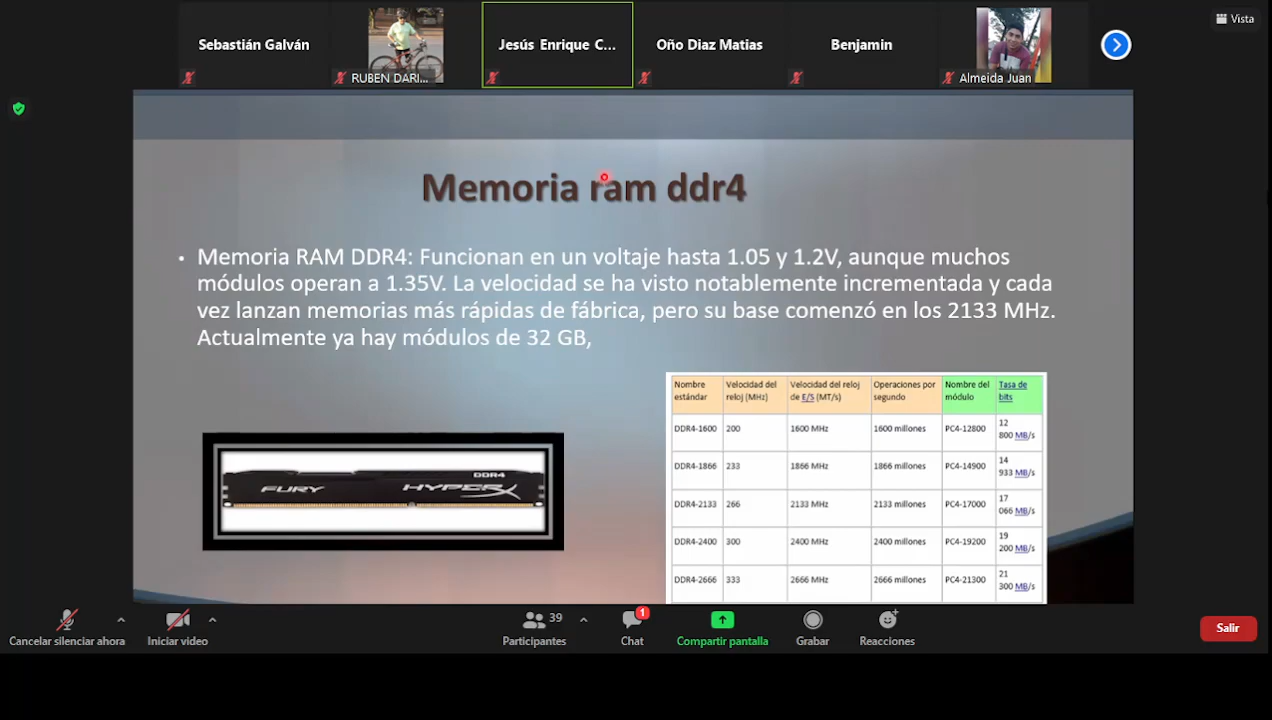 Vista
Sebastián Galván
RUBEN DARI...
Jesús Enrique C...
Oño Diaz Matias
Benjamin
Almeida Juan
Memoria ram ddr4
• Memoria RAM DDR4: Funcionan en un voltaje hasta 1.05 y 1.2V, aunque muchos
módulos operan a 1.35V. La velocidad se ha visto notablemente incrementada y cada
vez lanzan memorias más rápidas de fábrica, pero su base comenzó en los 2133 MHz.
Actualmente ya hay módulos de 32 GB,
DDR4
FURY HYPERX
Nombre estándar Velocidad del reloj (MHz) Velocidad del reloj de E/S (MT/s) Operaciones por segundo Nombre del módulo Tasa de bits
DDR4-1600 200 1600 MHz 1600 millones PC4-12800 12 800 MB/s
DDR4-1866 233 1866 MHz 1866 millones PC4-14900 14 933 MB/s
DDR4-2133 266 2133 MHz 2133 millones PC4-17000 17 066 MB/s
DDR4-2400 300 2400 MHz 2400 millones PC4-19200 19 200 MB/s
DDR4-2666 333 2666 MHz 2666 millones PC4-21300 21 300 MB/s
Cancelar silenciar ahora
Iniciar video
39
Participantes
1
Chat
Compartir pantalla
Grabar
Reacciones
Salir